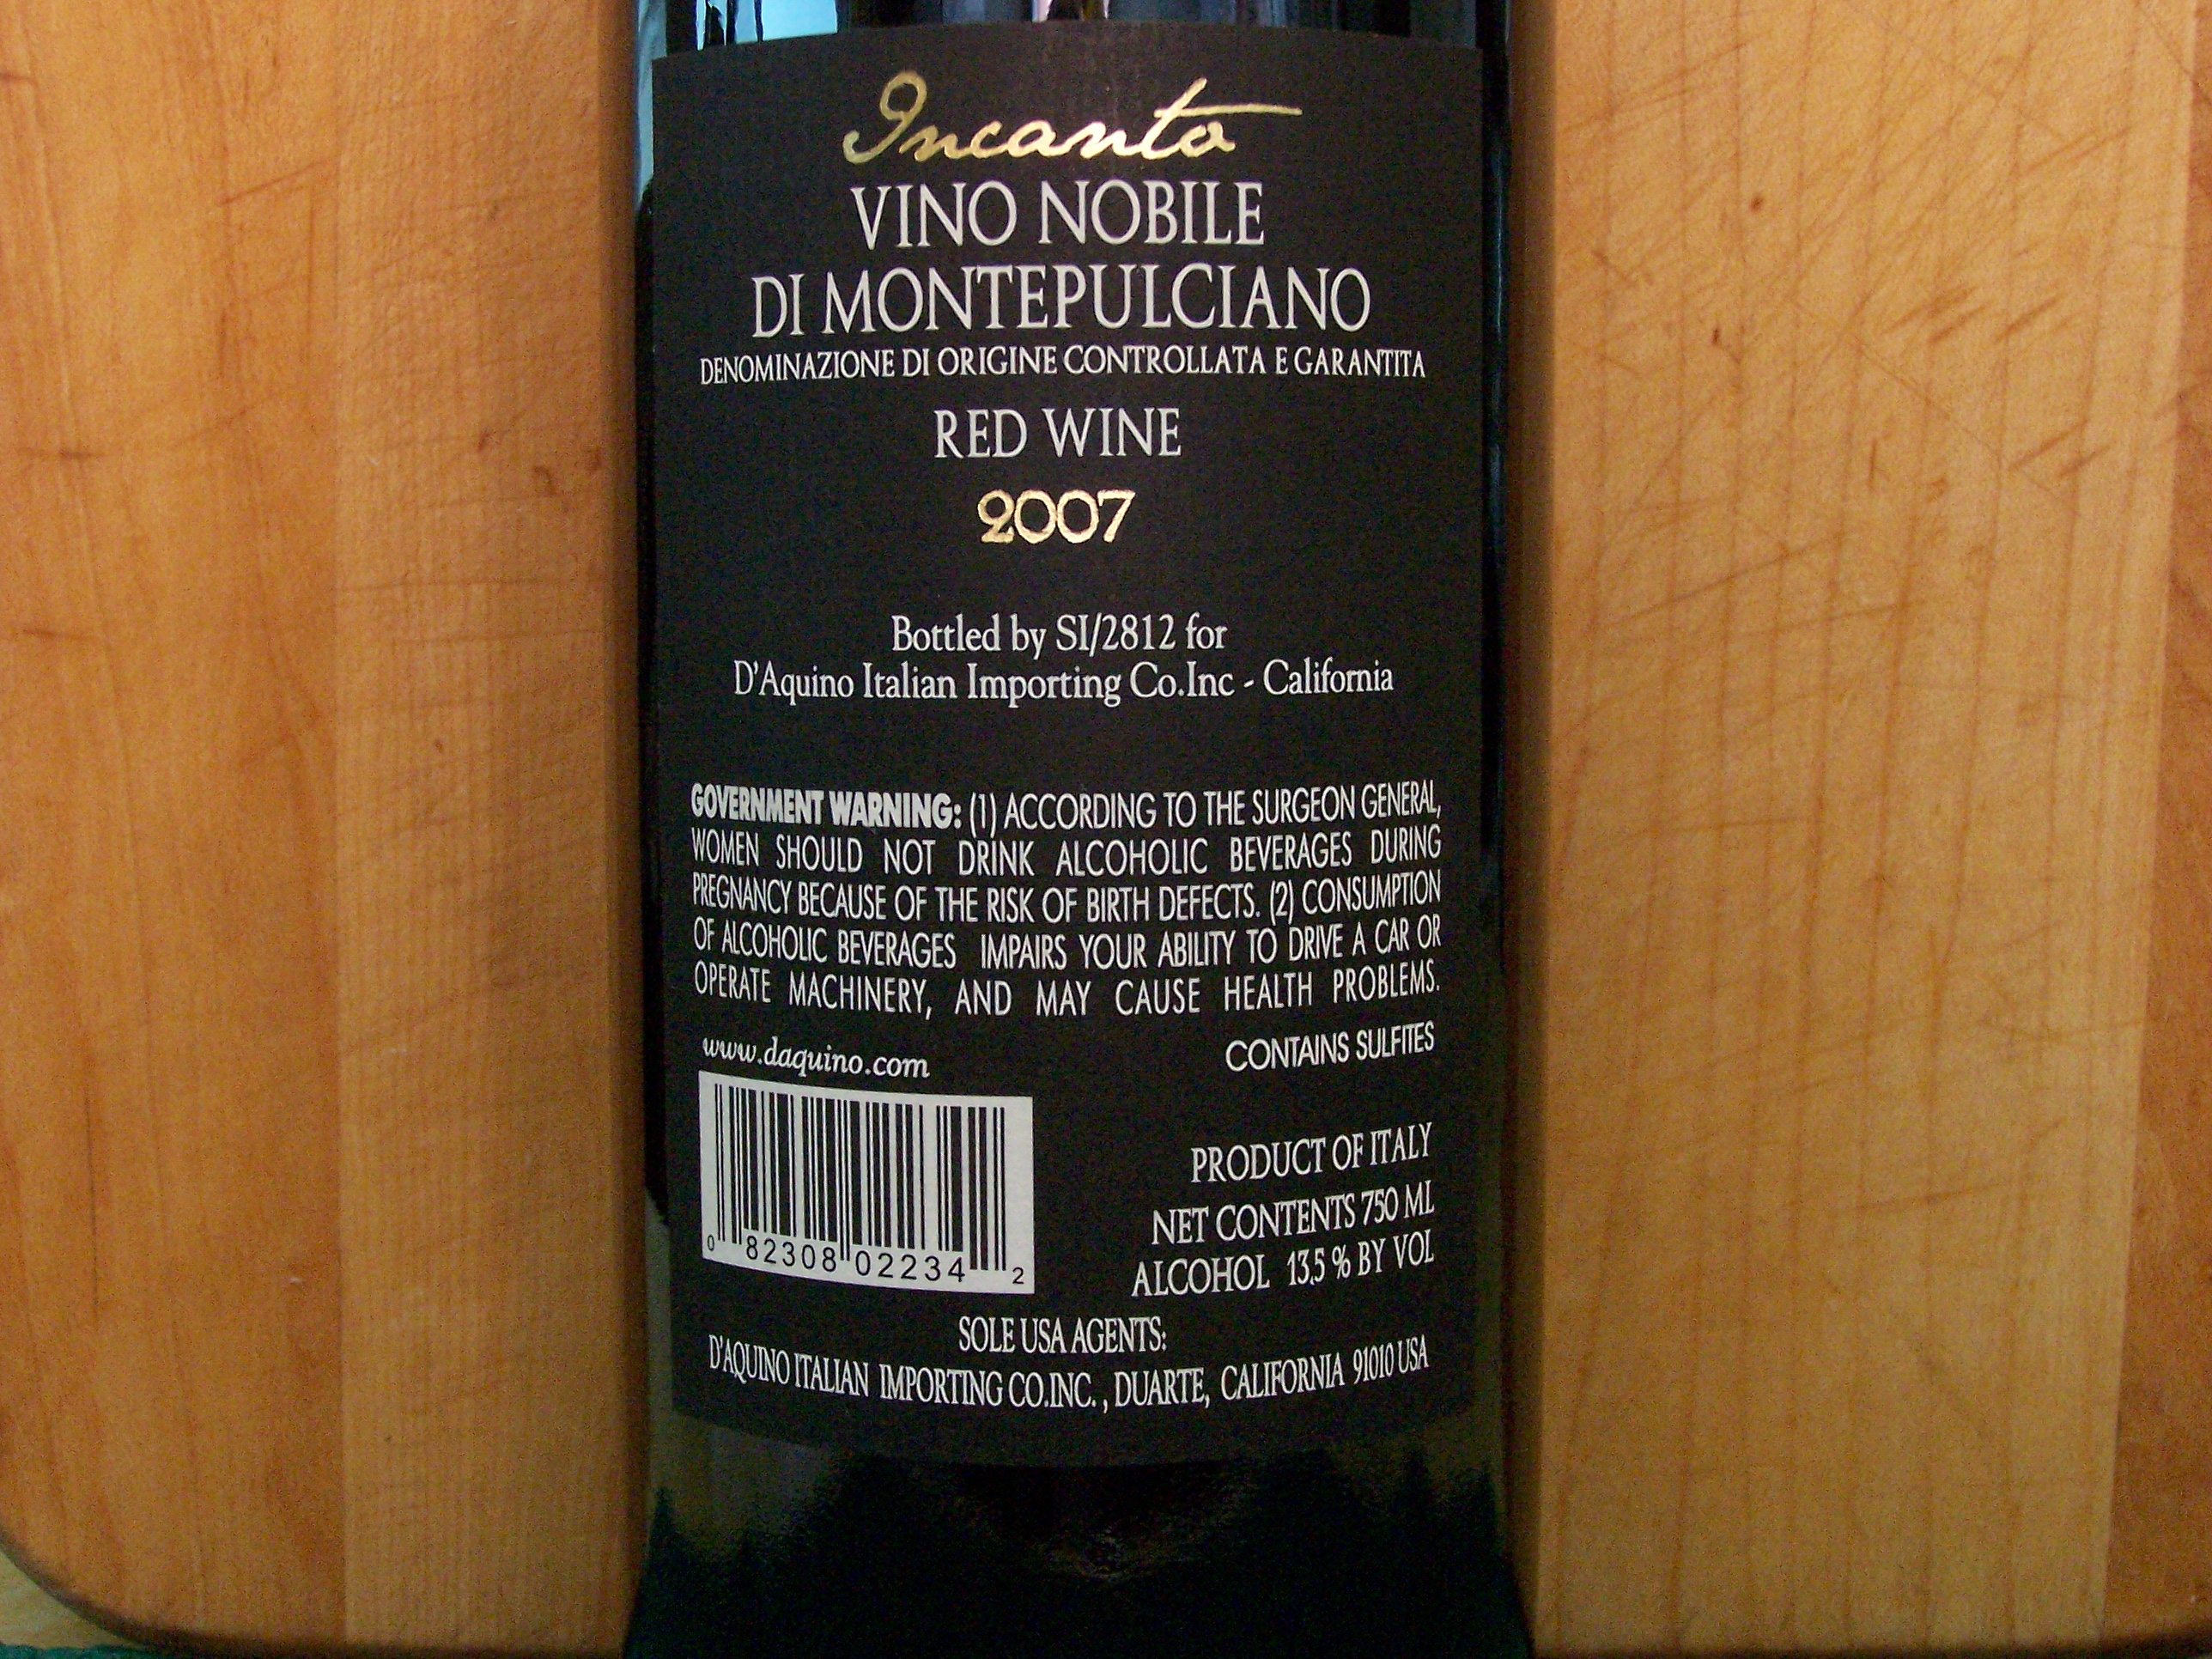 Incanto
VINO NOBILE
DI MONTEPULCIANO
DENOMINAZIONE DI ORIGINE CONTROLLATA E GARANTITA
RED WINE
2007
Bottled by SI/2812 for
D'Aquino Italian Importing Co.Inc - California
GOVERNMENT WARNING: (1) ACCORDING TO THE SURGEON GENERAL,
WOMEN SHOULD NOT DRINK ALCOHOLIC BEVERAGES DURING
PREGNANCY BECAUSE OF THE RISK OF BIRTH DEFECTS. (2) CONSUMPTION
OF ALCOHOLIC BEVERAGES IMPAIRS YOUR ABILITY TO DRIVE A CAR OR
OPERATE MACHINERY, AND MAY CAUSE HEALTH PROBLEMS.
www.daquino.com
CONTAINS SULFITES
0 82308 02234 2
PRODUCT OF ITALY
NET CONTENTS 750 ML
ALCOHOL 13,5 % BY VOL
SOLE USA AGENTS:
D'AQUINO ITALIAN IMPORTING CO.INC. , DUARTE, CALIFORNIA 91010 USA